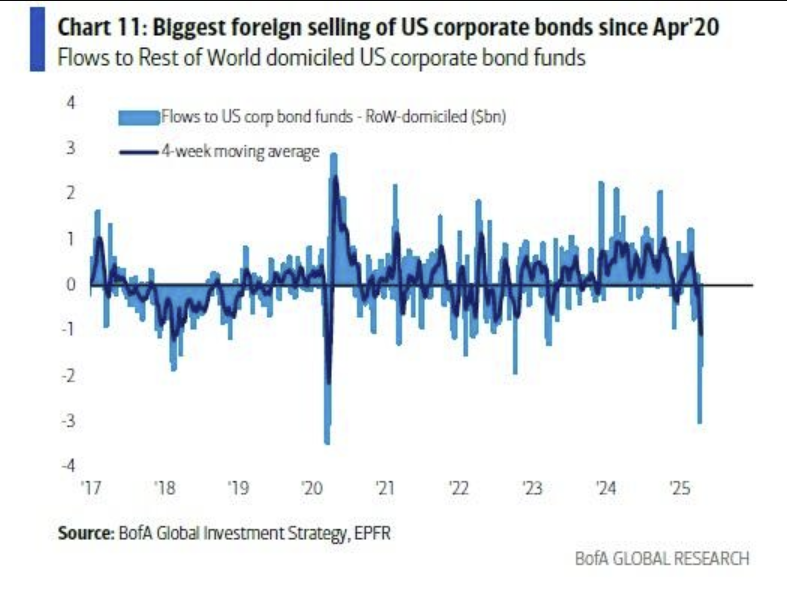 Chart 11: Biggest foreign selling of US corporate bonds since Apr'20
Flows to Rest of World domiciled US corporate bond funds
4
Flows to US corp bond funds - RoW-domiciled ($bn)
3
4-week moving average
2
1
0
-1
-2
-3
-4
'17 '18 '19 '20 '21 '22 '23 '24 '25
Source: BofA Global Investment Strategy, EPFR
BofA GLOBAL RESEARCH